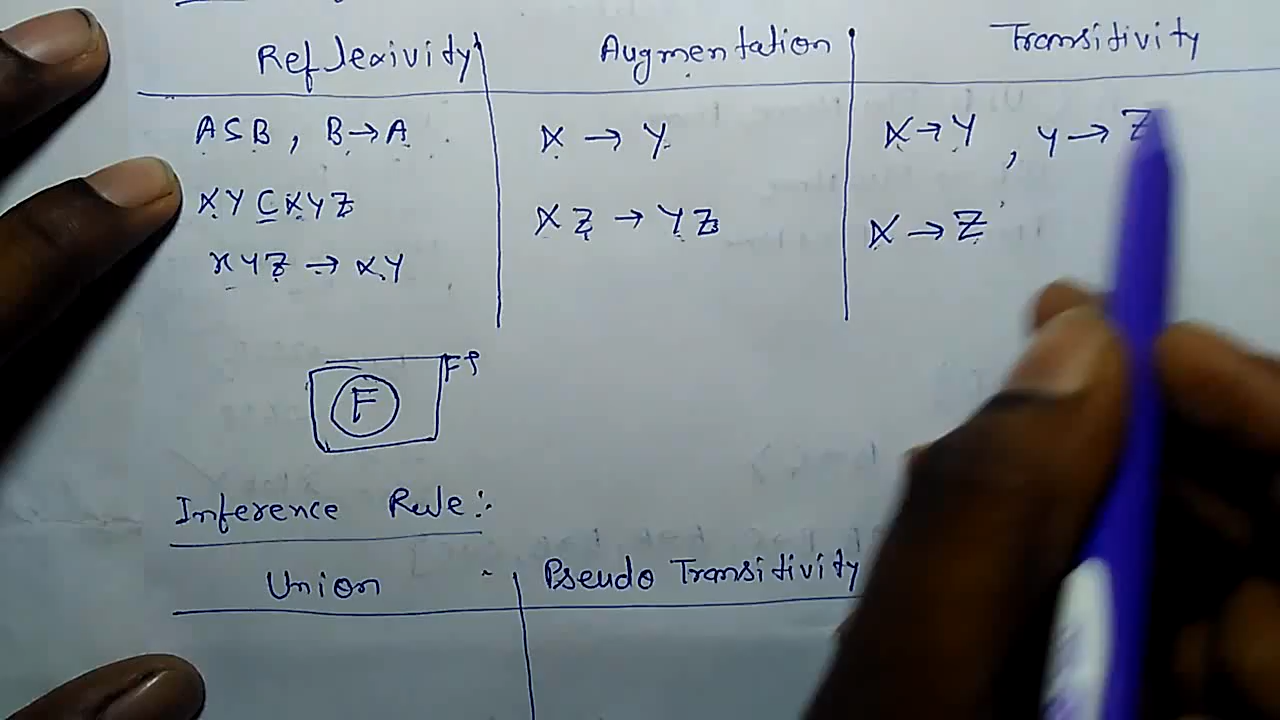 Reflexivity Augmentation Transitivity
A ⊆ B, B → A X → Y X → Y, Y → Z
XY ⊆ XYZ XZ → YZ X → Z
XYZ → XY
F F+
Inference Rule:
Union Pseudo Transitivity